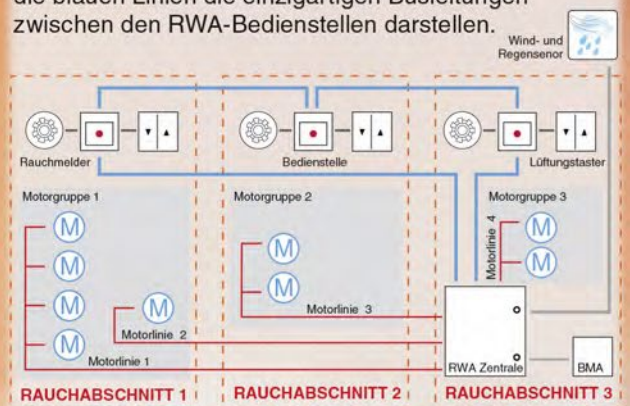 die blauen Linien die einzigartigen Busleitungen
zwischen den RWA-Bedienstellen darstellen.
Wind- und
Regensenor
Rauchmelder
Bedienstelle
Lüftungstaster
Motorgruppe 1
Motorgruppe 2
Motorgruppe 3
M
M
M
M
M
M
M
M
M
Motorlinie 4
Motorlinie 3
Motorlinie 2
Motorlinie 1
RWA Zentrale
BMA
RAUCHABSCHNITT 1
RAUCHABSCHNITT 2
RAUCHABSCHNITT 3